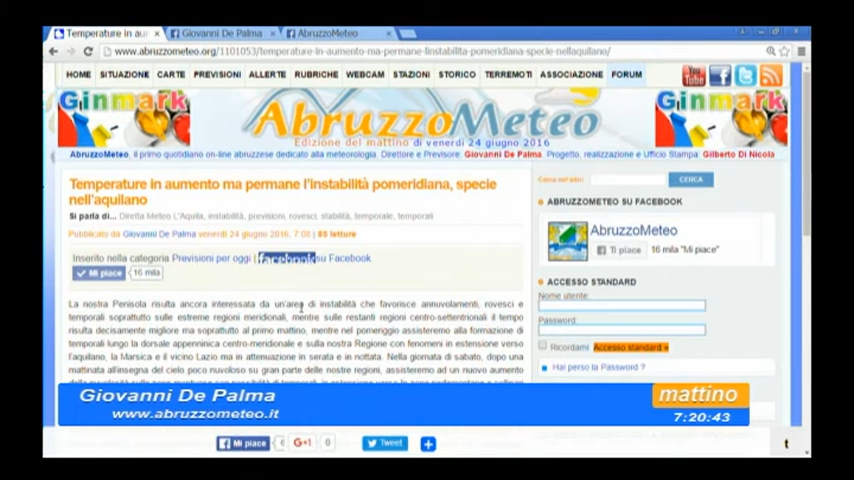 Temperature in au
Giovanni De Palma
AbruzzoMeteo
www.abruzzometeo.org/1101053/temperature-in-aumento-ma-permane-linstabilita-pomeridiana-specie-nellaquilano/
HOME SITUAZIONE CARTE PREVISIONI ALLERTE RUBRICHE WEBCAM STAZIONI STORICO TERREMOTI ASSOCIAZIONE FORUM
You Tube
Ginmark
AbruzzoMeteo
Ginmark
Edizione del mattino di venerdi 24 giugno 2016
AbruzzoMeteo, il primo quotidiano on-line abruzzese dedicato alla meteorologia. Direttore e Previsore: Giovanni De Palma. Progetto, realizzazione e Ufficio Stampa: Gilberto Di Nicola
Temperature in aumento ma permane l'instabilità pomeridiana, specie
nell'aquilano
Si parla di... Diretta Meteo L'Aquila, instabilità, previsioni, rovesci, stabilità, temporale, temporali
Pubblicato da Giovanni De Palma venerdì 24 giugno 2016, 7:08 | 85 letture
Inserito nella categoria Previsioni per oggi | facebook su Facebook
Mi piace 16 mila
La nostra Penisola risulta ancora interessata da un'area di instabilità che favorisce annuvolamenti, rovesci e
temporali soprattutto sulle estreme regioni meridionali, mentre sulle restanti regioni centro-settentrionali il tempo
risulta decisamente migliore ma soprattutto al primo mattino, mentre nel pomeriggio assisteremo alla formazione di
temporali lungo la dorsale appenninica centro-meridionale e sulla nostra Regione con fenomeni in estensione verso
l'aquilano, la Marsica e il vicino Lazio ma in attenuazione in serata e in nottata. Nella giornata di sabato, dopo una
mattinata all'insegna del cielo poco nuvoloso su gran parte delle nostre regioni, assisteremo ad un nuovo aumento
Cerca nel sito:
CERCA
ABRUZZOMETEO SU FACEBOOK
AbruzzoMeteo
Ti piace 16 mila "Mi piace"
ACCESSO STANDARD
Nome utente:
Password:
Ricordami Accesso standard »
Hai perso la Password ?
Giovanni De Palma
www.abruzzometeo.it
mattino
7:20:43
Mi piace
G+1 0
Tweet
t